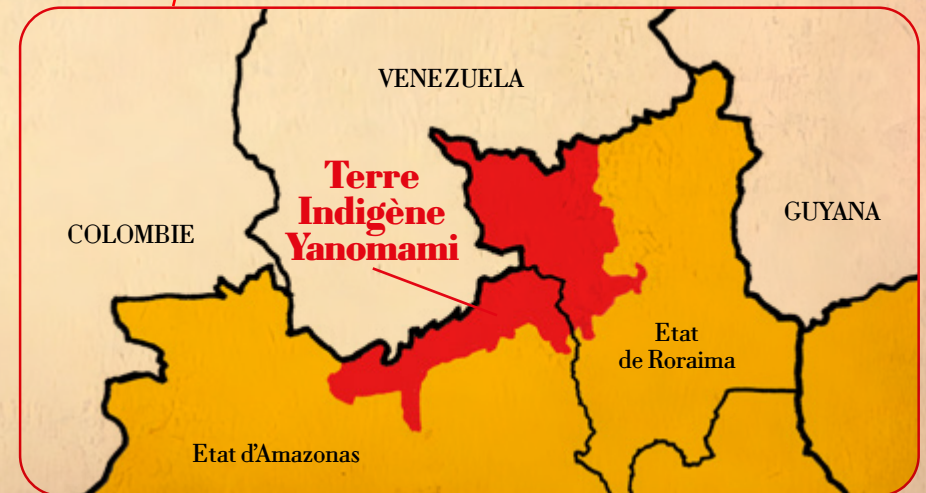 VENEZUELA
Terre
Indigène
Yanomami
COLOMBIE
GUYANA
Etat
de Roraima
Etat d'Amazonas